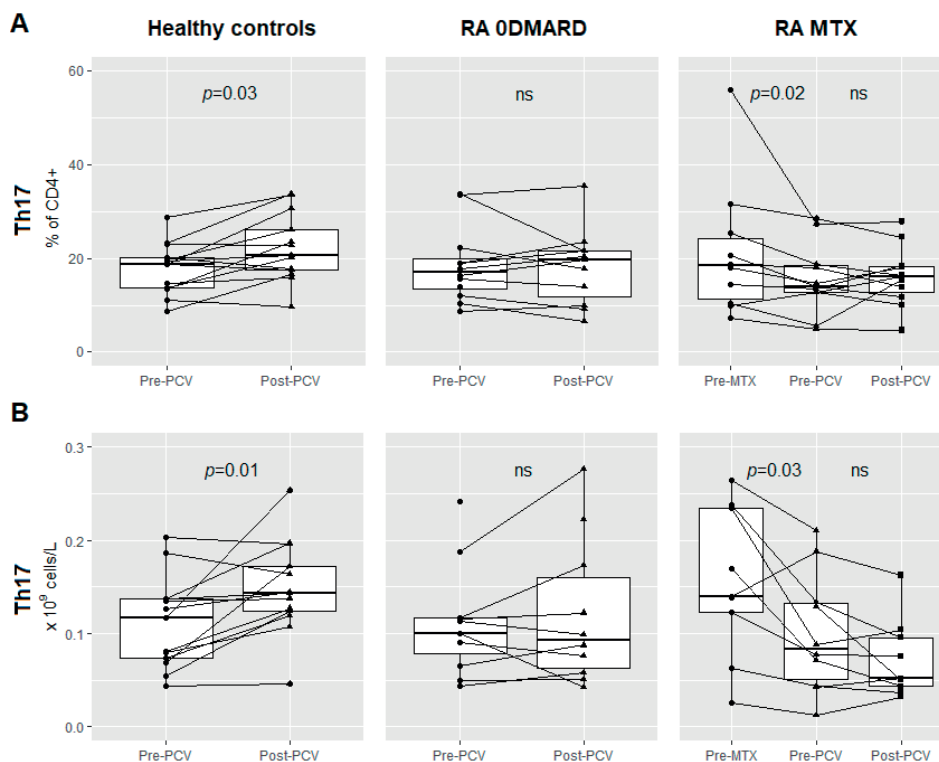 A
Healthy controls
RA 0DMARD
RA MTX
Th17
% of CD4+
60
40
20
0
p=0.03
ns
p=0.02
ns
Pre-PCV
Post-PCV
Pre-PCV
Post-PCV
Pre-MTX
Pre-PCV
Post-PCV
B
Th17
x 10⁹ cells/L
0.3
0.2
0.1
0.0
p=0.01
ns
p=0.03
ns
Pre-PCV
Post-PCV
Pre-PCV
Post-PCV
Pre-MTX
Pre-PCV
Post-PCV